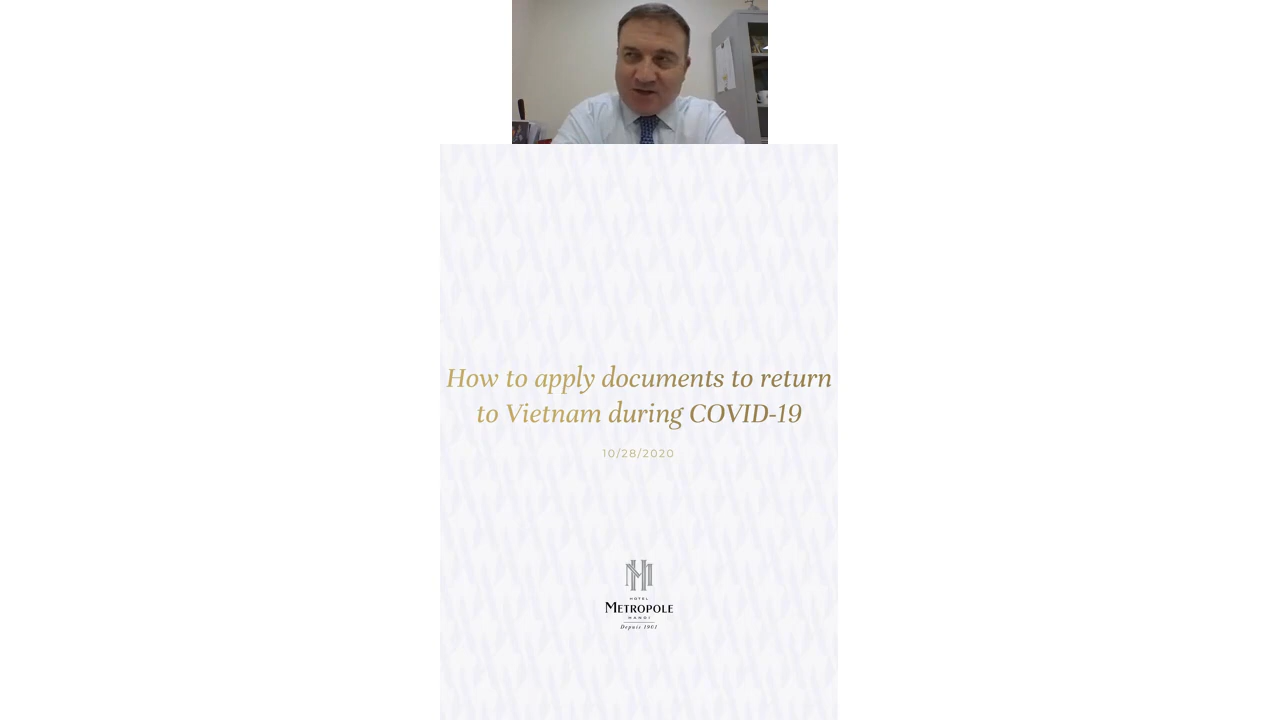 How to apply documents to return
to Vietnam during COVID-19
10/28/2020
HOTEL
METROPOLE
HANOI
Depuis 1901